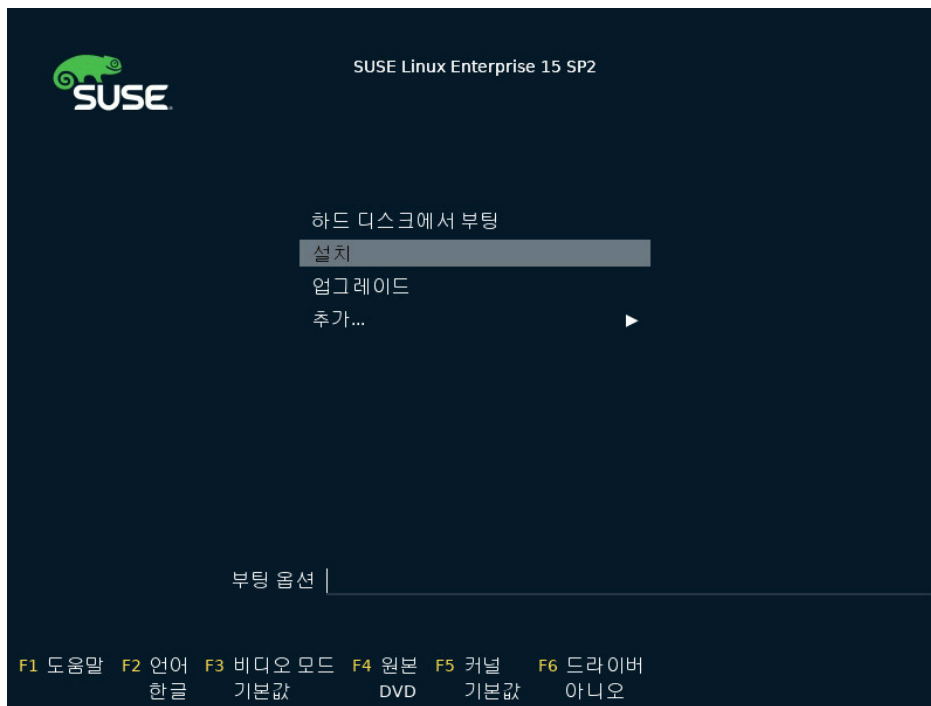 SUSE
SUSE Linux Enterprise 15 SP2
하드 디스크에서 부팅
설치
업그레이드
추가...
부팅 옵션
F1 도움말 F2 언어 F3 비디오 모드 F4 원본 F5 커널 F6 드라이버
한글 기본값 DVD 기본값 아니오